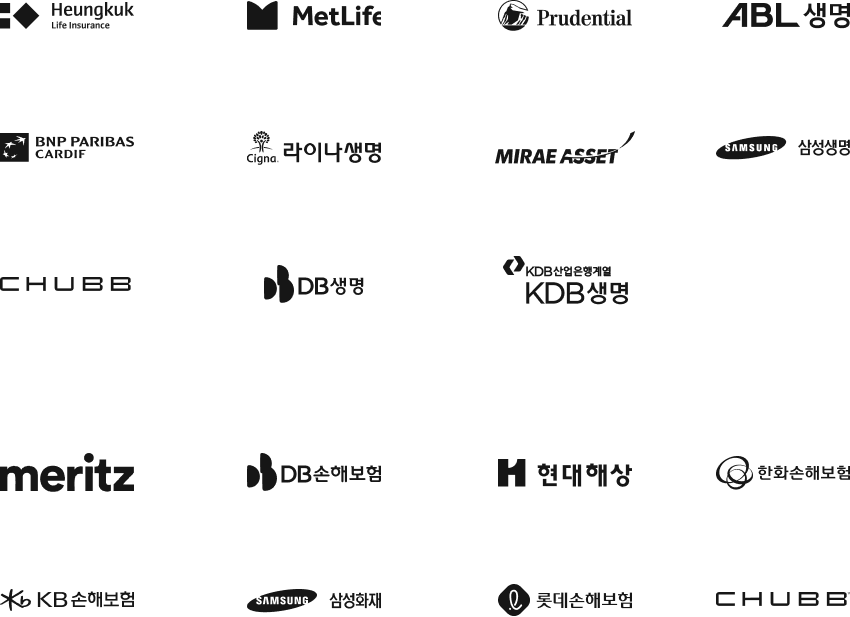 Heungkuk
Life Insurance
MetLife
Prudential
ABL생명
BNP PARIBAS
CARDIF
Cigna. 라이나생명
MIRAE ASSET
SAMSUNG 삼성생명
CHUBB
DB생명
KDB산업은행계열
KDB생명
meritz
DB손해보험
현대해상
한화손해보험
KB손해보험
SAMSUNG 삼성화재
롯데손해보험
CHUBB